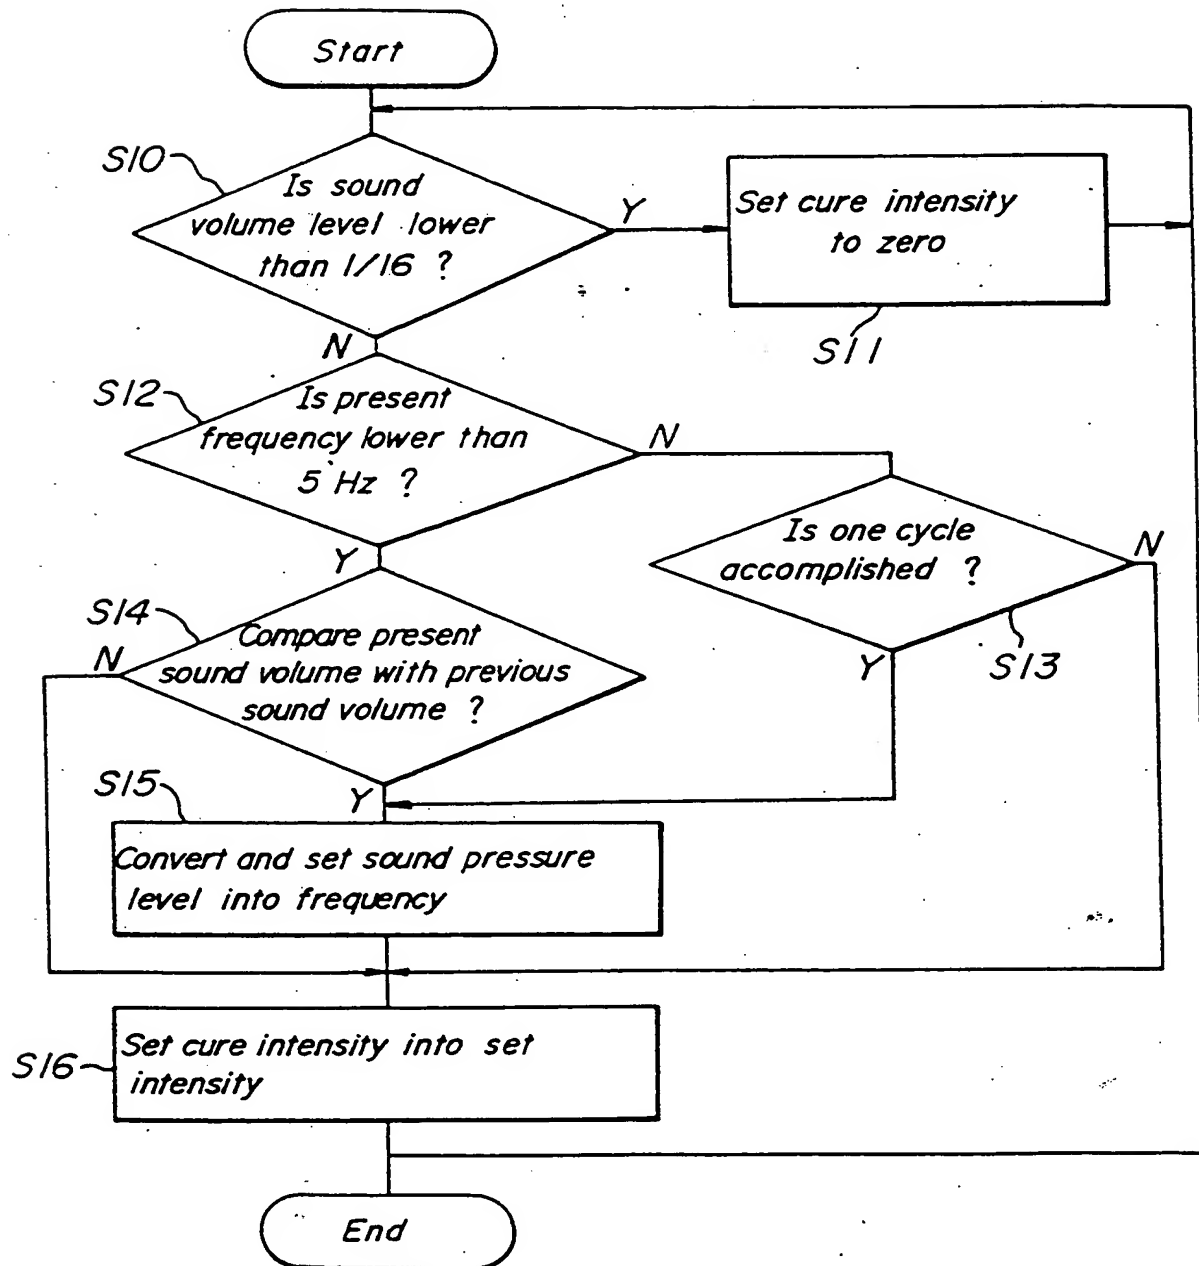 Start
S10
Is sound
volume level lower
than 1/16 ?
Y
Set cure intensity
to zero
S11
N
S12
Is present
frequency lower than
5 Hz ?
N
Y
Is one cycle
accomplished ?
N
S13
Y
S14
Compare present
sound volume with previous
sound volume ?
N
Y
S15
Convert and set sound pressure
level into frequency
S16
Set cure intensity into set
intensity
End